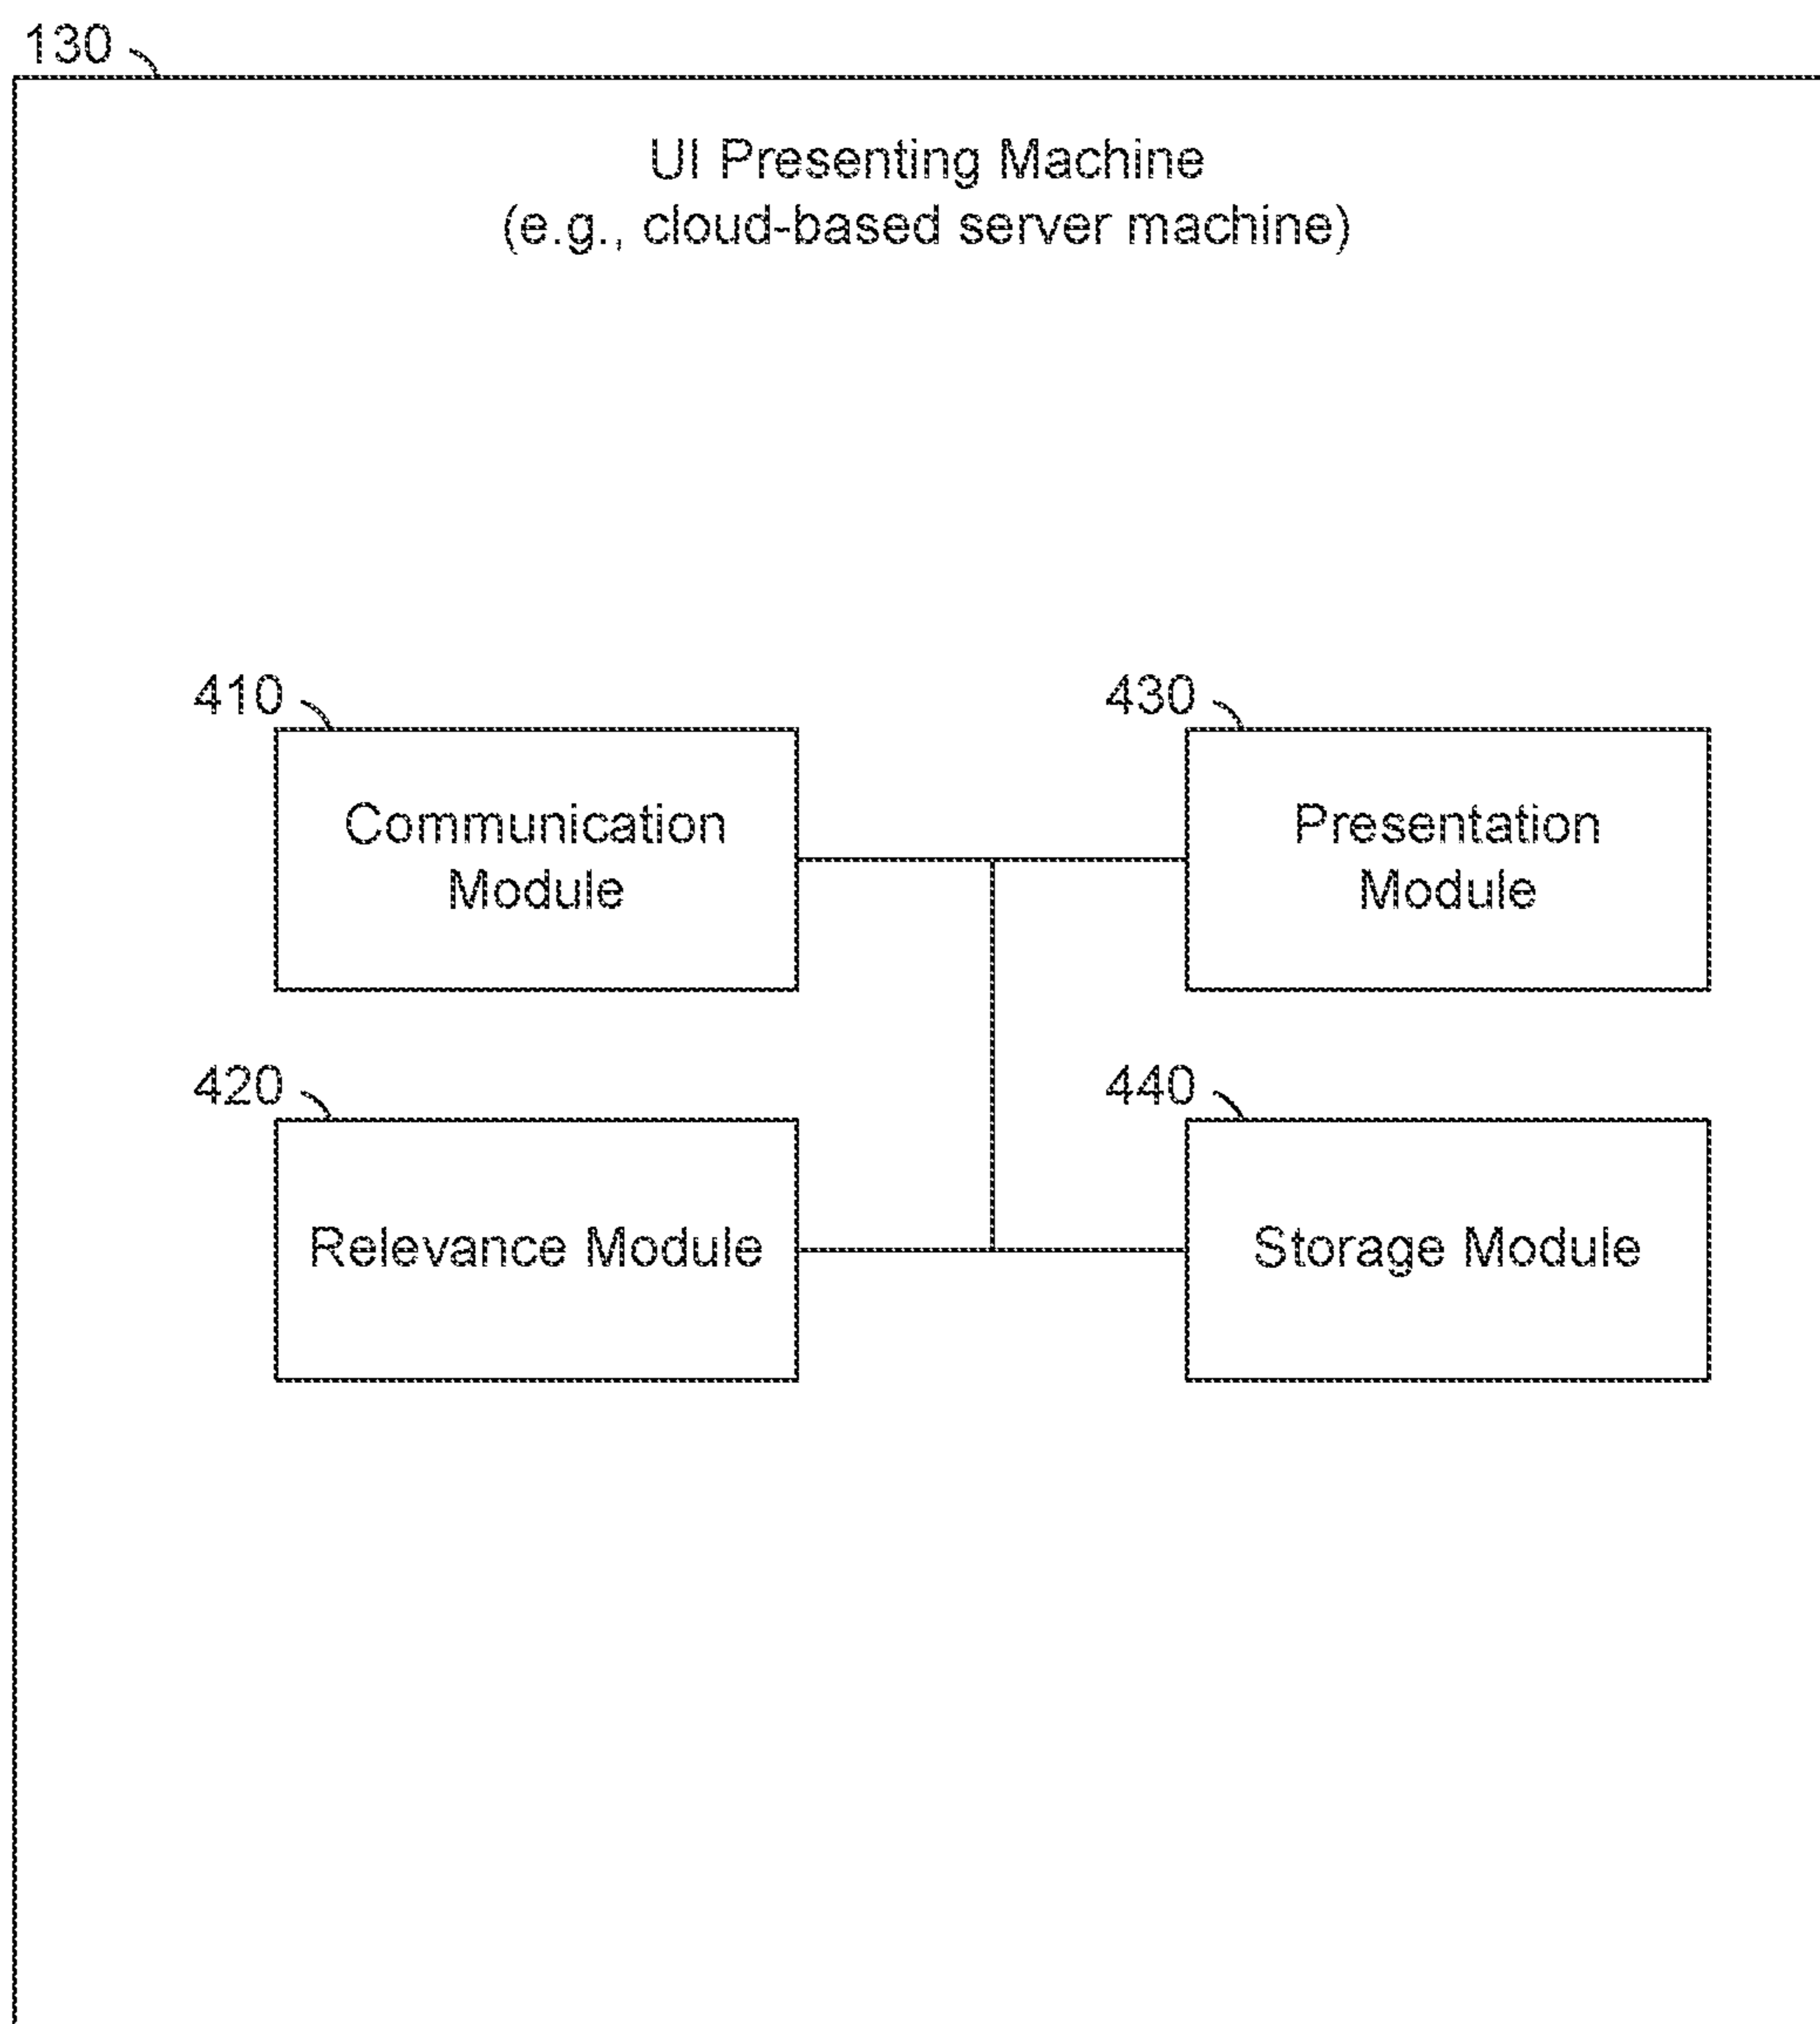 130
UI Presenting Machine
(e.g., cloud-based server machine)
410
Communication
Module
430
Presentation
Module
420
Relevance Module
440
Storage Module